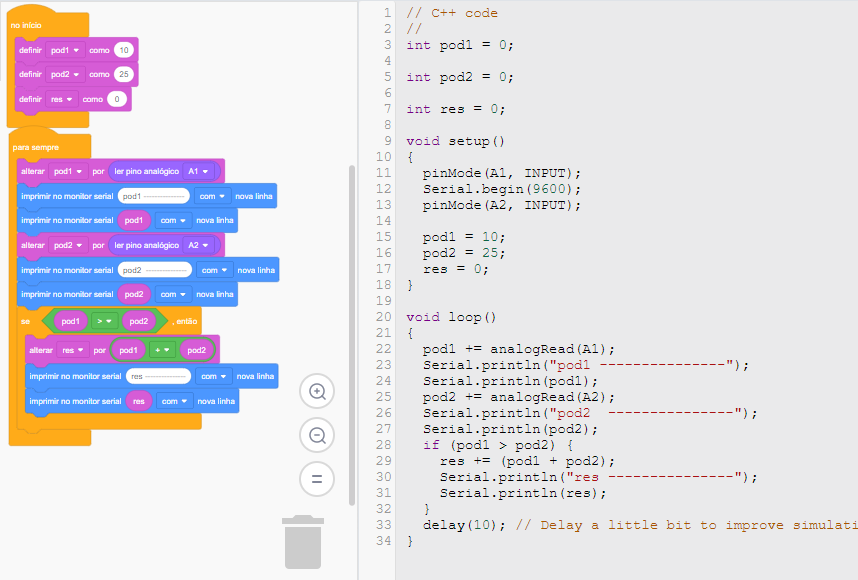 no início
definir pod1 como 10
definir pod2 como 25
definir res como 0
para sempre
alterar pod1 por ler pino analógico A1
imprimir no monitor serial pod1 --------------- com nova linha
imprimir no monitor serial pod1 com nova linha
alterar pod2 por ler pino analógico A2
imprimir no monitor serial pod2 --------------- com nova linha
imprimir no monitor serial pod2 com nova linha
se pod1 > pod2 , então
alterar res por pod1 + pod2
imprimir no monitor serial res --------------- com nova linha
imprimir no monitor serial res com nova linha
1 // C++ code
2 //
3 int pod1 = 0;
4
5 int pod2 = 0;
6
7 int res = 0;
8
9 void setup()
10 {
11 pinMode(A1, INPUT);
12 Serial.begin(9600);
13 pinMode(A2, INPUT);
14
15 pod1 = 10;
16 pod2 = 25;
17 res = 0;
18 }
19
20 void loop()
21 {
22 pod1 += analogRead(A1);
23 Serial.println("pod1 ---------------");
24 Serial.println(pod1);
25 pod2 += analogRead(A2);
26 Serial.println("pod2  ---------------");
27 Serial.println(pod2);
28 if (pod1 > pod2) {
29 res += (pod1 + pod2);
30 Serial.println("res ---------------");
31 Serial.println(res);
32 }
33 delay(10); // Delay a little bit to improve simulati
34 }